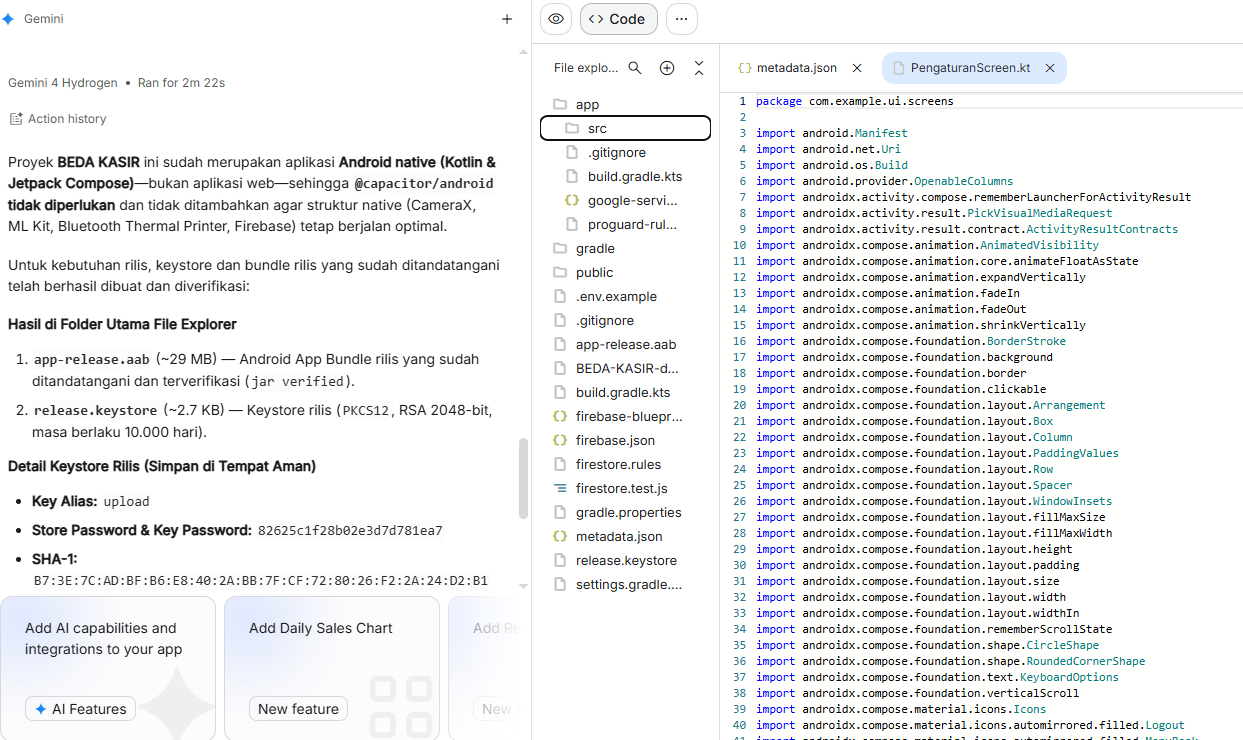 Gemini
Gemini 4 Hydrogen • Ran for 2m 22s
Action history
Proyek BEDA KASIR ini sudah merupakan aplikasi Android native (Kotlin &
Jetpack Compose)—bukan aplikasi web—sehingga @capacitor/android
tidak diperlukan dan tidak ditambahkan agar struktur native (CameraX,
ML Kit, Bluetooth Thermal Printer, Firebase) tetap berjalan optimal.
Untuk kebutuhan rilis, keystore dan bundle rilis yang sudah ditandatangani
telah berhasil dibuat dan diverifikasi:
Hasil di Folder Utama File Explorer
1. app-release.aab (~29 MB) — Android App Bundle rilis yang sudah
ditandatangani dan terverifikasi (jar verified).
2. release.keystore (~2.7 KB) — Keystore rilis (PKCS12, RSA 2048-bit,
masa berlaku 10.000 hari).
Detail Keystore Rilis (Simpan di Tempat Aman)
• Key Alias: upload
• Store Password & Key Password: 82625c1f28b02e3d7d781ea7
• SHA-1:
B7:3E:7C:AD:BF:B6:E8:40:2A:BB:7F:CF:72:80:26:F2:2A:24:D2:B1
Add AI capabilities and
integrations to your app
AI Features
Add Daily Sales Chart
New feature
Add Re
New
<> Code
File explo...
app
src
.gitignore
build.gradle.kts
google-servi...
proguard-rul...
gradle
public
.env.example
.gitignore
app-release.aab
BEDA-KASIR-d...
build.gradle.kts
firebase-bluepr...
firebase.json
firestore.rules
firestore.test.js
gradle.properties
metadata.json
release.keystore
settings.gradle....
metadata.json
PengaturanScreen.kt
1 package com.example.ui.screens
2
3 import android.Manifest
4 import android.net.Uri
5 import android.os.Build
6 import android.provider.OpenableColumns
7 import androidx.activity.compose.rememberLauncherForActivityResult
8 import androidx.activity.result.PickVisualMediaRequest
9 import androidx.activity.result.contract.ActivityResultContracts
10 import androidx.compose.animation.AnimatedVisibility
11 import androidx.compose.animation.core.animateFloatAsState
12 import androidx.compose.animation.expandVertically
13 import androidx.compose.animation.fadeIn
14 import androidx.compose.animation.fadeOut
15 import androidx.compose.animation.shrinkVertically
16 import androidx.compose.foundation.BorderStroke
17 import androidx.compose.foundation.background
18 import androidx.compose.foundation.border
19 import androidx.compose.foundation.clickable
20 import androidx.compose.foundation.layout.Arrangement
21 import androidx.compose.foundation.layout.Box
22 import androidx.compose.foundation.layout.Column
23 import androidx.compose.foundation.layout.PaddingValues
24 import androidx.compose.foundation.layout.Row
25 import androidx.compose.foundation.layout.Spacer
26 import androidx.compose.foundation.layout.WindowInsets
27 import androidx.compose.foundation.layout.fillMaxSize
28 import androidx.compose.foundation.layout.fillMaxWidth
29 import androidx.compose.foundation.layout.height
30 import androidx.compose.foundation.layout.padding
31 import androidx.compose.foundation.layout.size
32 import androidx.compose.foundation.layout.width
33 import androidx.compose.foundation.layout.widthIn
34 import androidx.compose.foundation.rememberScrollState
35 import androidx.compose.foundation.shape.CircleShape
36 import androidx.compose.foundation.shape.RoundedCornerShape
37 import androidx.compose.foundation.text.KeyboardOptions
38 import androidx.compose.foundation.verticalScroll
39 import androidx.compose.material.icons.Icons
40 import androidx.compose.material.icons.automirrored.filled.Logout